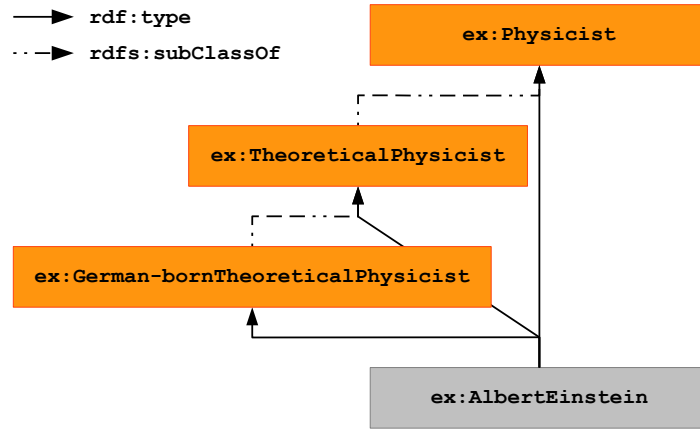 rdf:type
rdfs:subClassOf
ex:Physicist
ex:TheoreticalPhysicist
ex:German-bornTheoreticalPhysicist
ex:AlbertEinstein